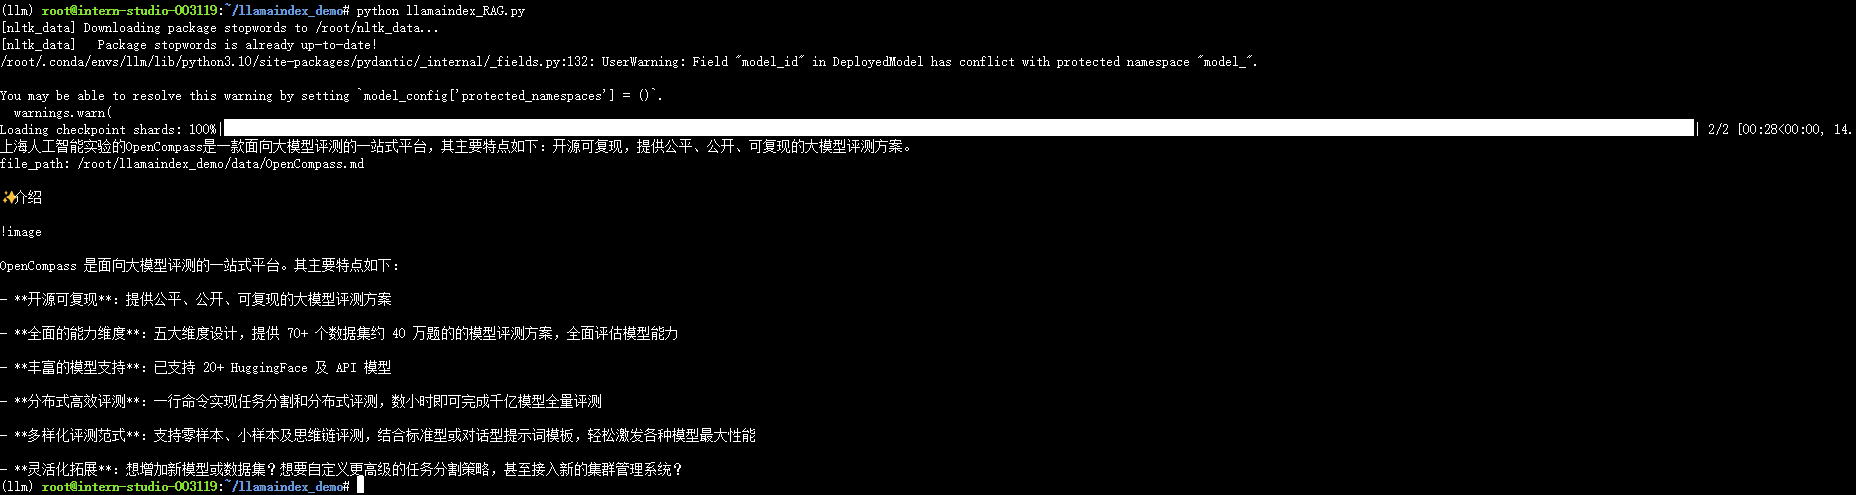 (llm) root@intern-studio-003119:~/llamaindex_demo# python llamaindex_RAG.py
[nltk_data] Downloading package stopwords to /root/nltk_data...
[nltk_data]   Package stopwords is already up-to-date!
/root/.conda/envs/llm/lib/python3.10/site-packages/pydantic/_internal/_fields.py:132: UserWarning: Field "model_id" in DeployedModel has conflict with protected namespace "model_".
You may be able to resolve this warning by setting `model_config['protected_namespaces'] = ()`.
  warnings.warn(
Loading checkpoint shards: 100%|                | 2/2 [00:28<00:00, 14.
上海人工智能实验的OpenCompass是一款面向大模型评测的一站式平台，其主要特点如下：开源可复现，提供公平、公开、可复现的大模型评测方案。
file_path: /root/llamaindex_demo/data/OpenCompass.md
✨介绍
!image
OpenCompass 是面向大模型评测的一站式平台。其主要特点如下：
- **开源可复现**：提供公平、公开、可复现的大模型评测方案
- **全面的能力维度**：五大维度设计，提供 70+ 个数据集约 40 万题的的模型评测方案，全面评估模型能力
- **丰富的模型支持**：已支持 20+ HuggingFace 及 API 模型
- **分布式高效评测**：一行命令实现任务分割和分布式评测，数小时即可完成千亿模型全量评测
- **多样化评测范式**：支持零样本、小样本及思维链评测，结合标准型或对话型提示词模板，轻松激发各种模型最大性能
- **灵活化拓展**：想增加新模型或数据集？想要自定义更高级的任务分割策略，甚至接入新的集群管理系统？
(llm) root@intern-studio-003119:~/llamaindex_demo#